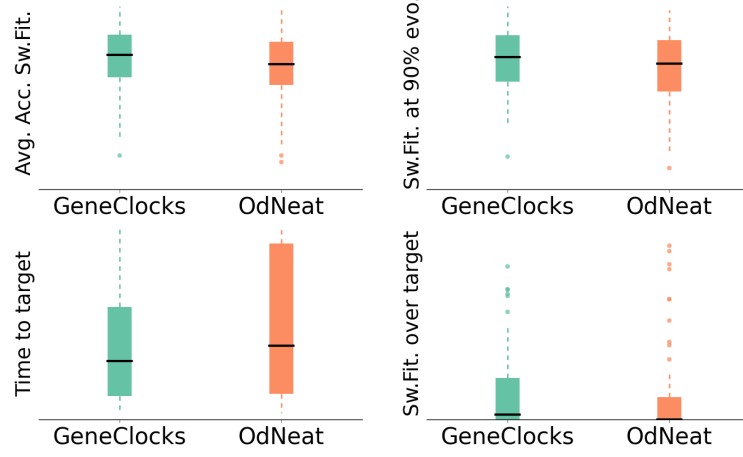 Avg. Acc. Sw.Fit.
GeneClocks OdNeat
Sw.Fit. at 90% evo.
GeneClocks OdNeat
Time to target
GeneClocks OdNeat
Sw.Fit. over target
GeneClocks OdNeat